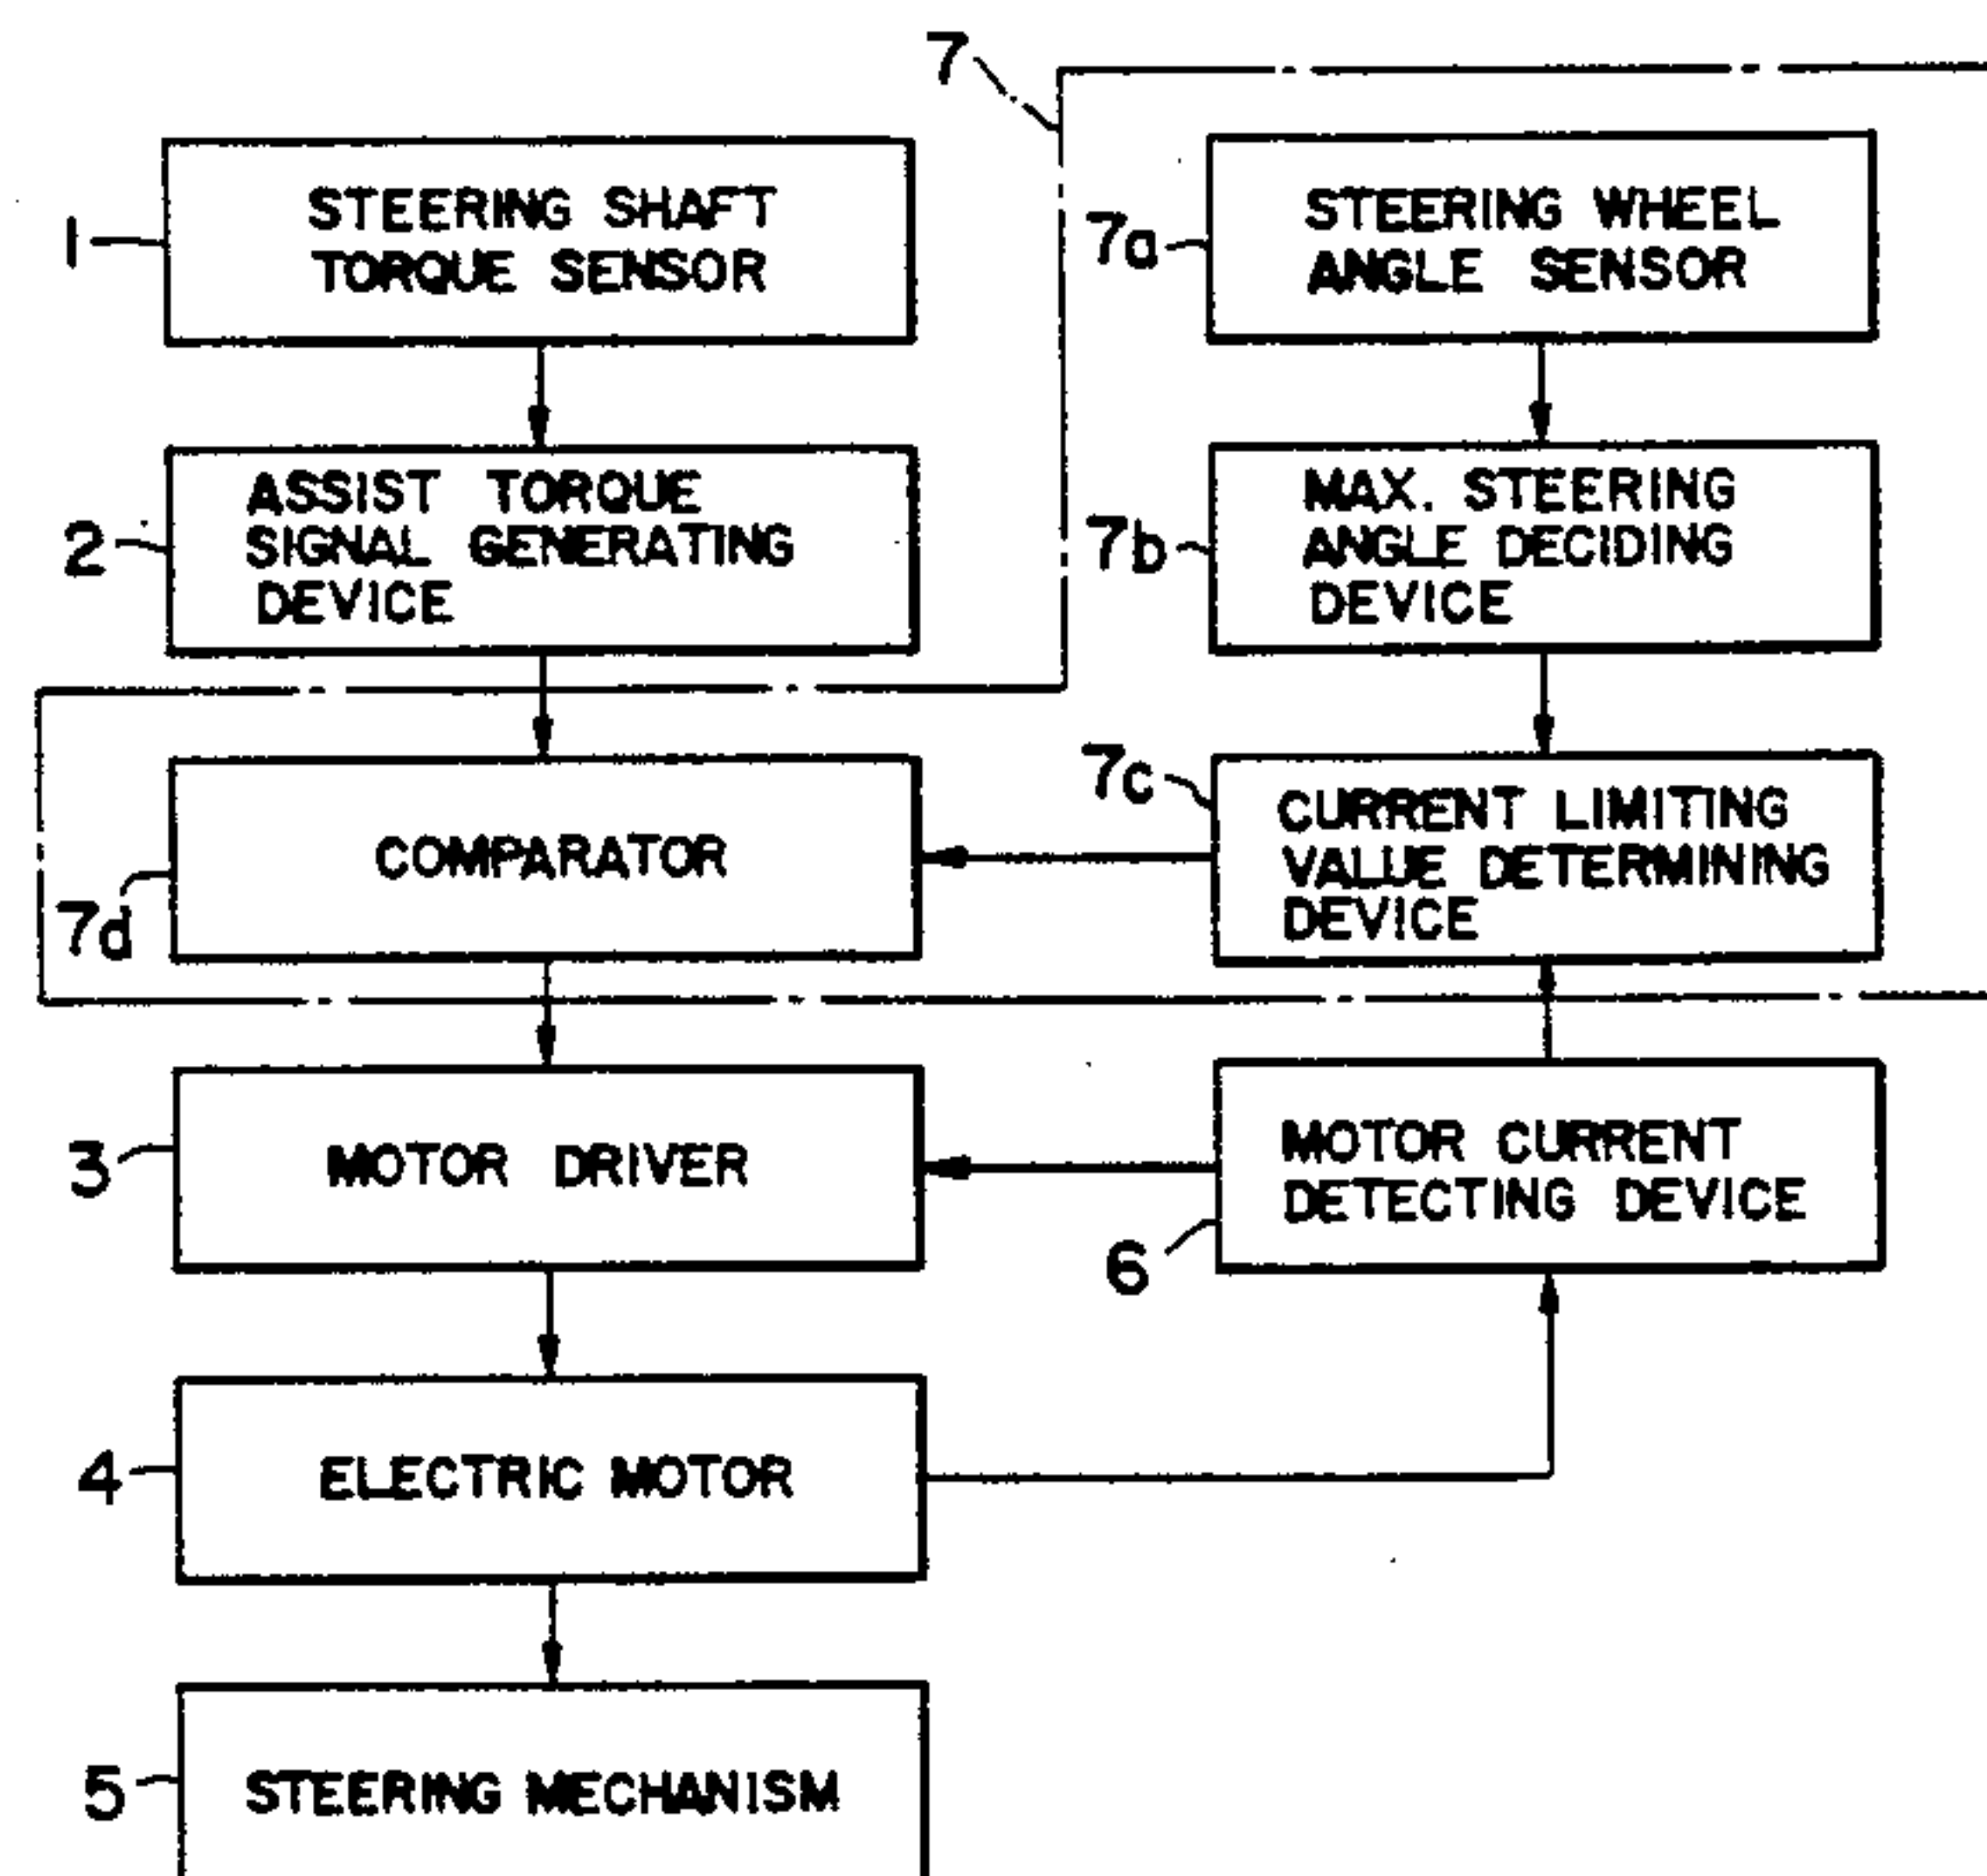 7
1
STEERING SHAFT
TORQUE SENSOR
7a
STEERING WHEEL
ANGLE SENSOR
2
ASSIST TORQUE
SIGNAL GENERATING
DEVICE
7b
MAX. STEERING
ANGLE DECIDING
DEVICE
7d
COMPARATOR
7c
CURRENT LIMITING
VALUE DETERMINING
DEVICE
3
MOTOR DRIVER
6
MOTOR CURRENT
DETECTING DEVICE
4
ELECTRIC MOTOR
5
STEERING MECHANISM